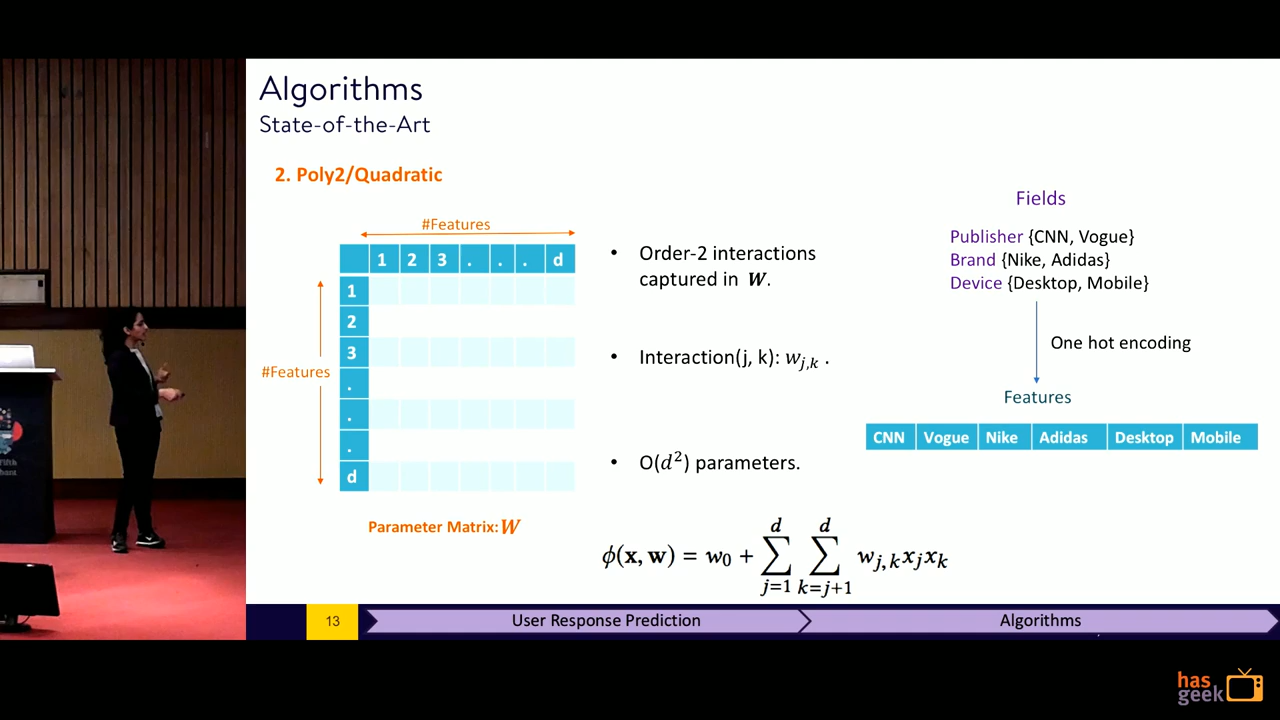 Algorithms
State-of-the-Art
2. Poly2/Quadratic
#Features
1 2 3 . . . d
1
2
3
.
.
.
d
#Features
Parameter Matrix: W
• Order-2 interactions
captured in W.
• Interaction(j, k): w_{j,k} .
• O(d²) parameters.
ϕ(x, w) = w₀ + ∑_{j=1}^{d} ∑_{k=j+1}^{d} w_{j,k} x_j x_k
Fields
Publisher {CNN, Vogue}
Brand {Nike, Adidas}
Device {Desktop, Mobile}
One hot encoding
Features
CNN Vogue Nike Adidas Desktop Mobile
13 User Response Prediction Algorithms
has
geek